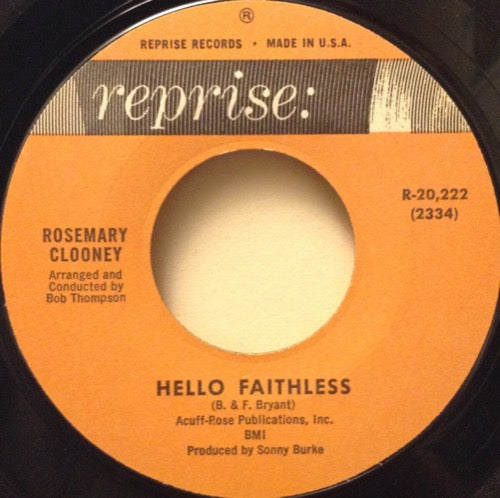 ®
REPRISE RECORDS • MADE IN U.S.A.
reprise:
R-20,222
(2334)
ROSEMARY
CLOONEY
Arranged and
Conducted by
Bob Thompson
HELLO FAITHLESS
(B. & F. Bryant)
Acuff-Rose Publications, Inc.
BMI
Produced by Sonny Burke